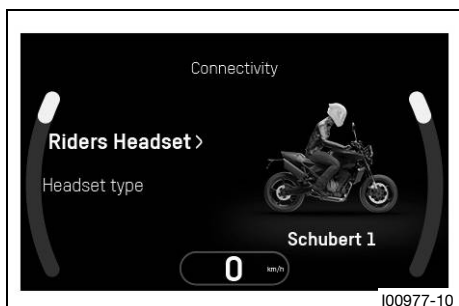 Connectivity
Riders Headset >
Headset type
Schubert 1
0 km/h
I00977-10